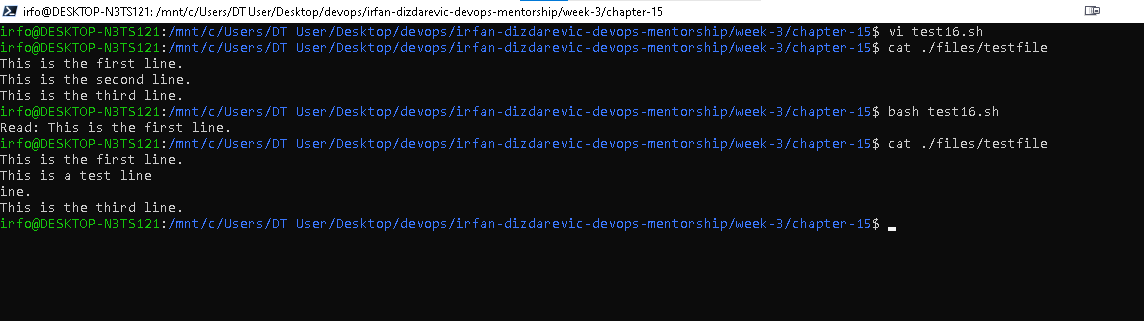 irfo@DESKTOP-N3TS121: /mnt/c/Users/DT User/Desktop/devops/irfan-dizdarevic-devops-mentorship/week-3/chapter-15
irfo@DESKTOP-N3TS121:/mnt/c/Users/DT User/Desktop/devops/irfan-dizdarevic-devops-mentorship/week-3/chapter-15$ vi test16.sh
irfo@DESKTOP-N3TS121:/mnt/c/Users/DT User/Desktop/devops/irfan-dizdarevic-devops-mentorship/week-3/chapter-15$ cat ./files/testfile
This is the first line.
This is the second line.
This is the third line.
irfo@DESKTOP-N3TS121:/mnt/c/Users/DT User/Desktop/devops/irfan-dizdarevic-devops-mentorship/week-3/chapter-15$ bash test16.sh
Read: This is the first line.
irfo@DESKTOP-N3TS121:/mnt/c/Users/DT User/Desktop/devops/irfan-dizdarevic-devops-mentorship/week-3/chapter-15$ cat ./files/testfile
This is the first line.
This is a test line
ine.
This is the third line.
irfo@DESKTOP-N3TS121:/mnt/c/Users/DT User/Desktop/devops/irfan-dizdarevic-devops-mentorship/week-3/chapter-15$